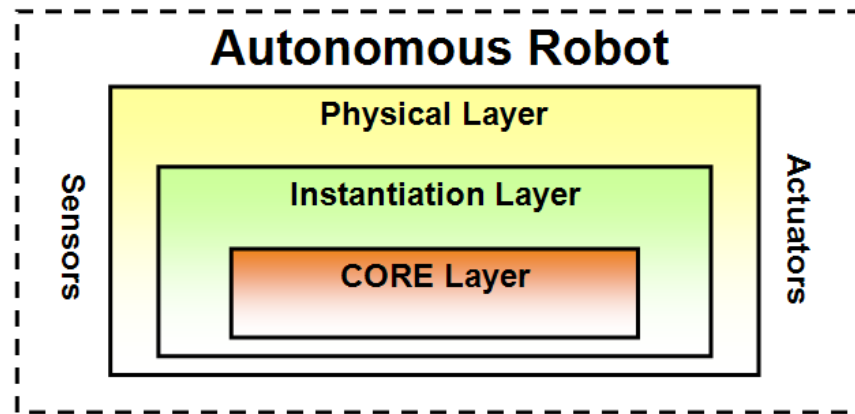 Autonomous Robot
Physical Layer
Sensors
Instantiation Layer
Actuators
CORE Layer